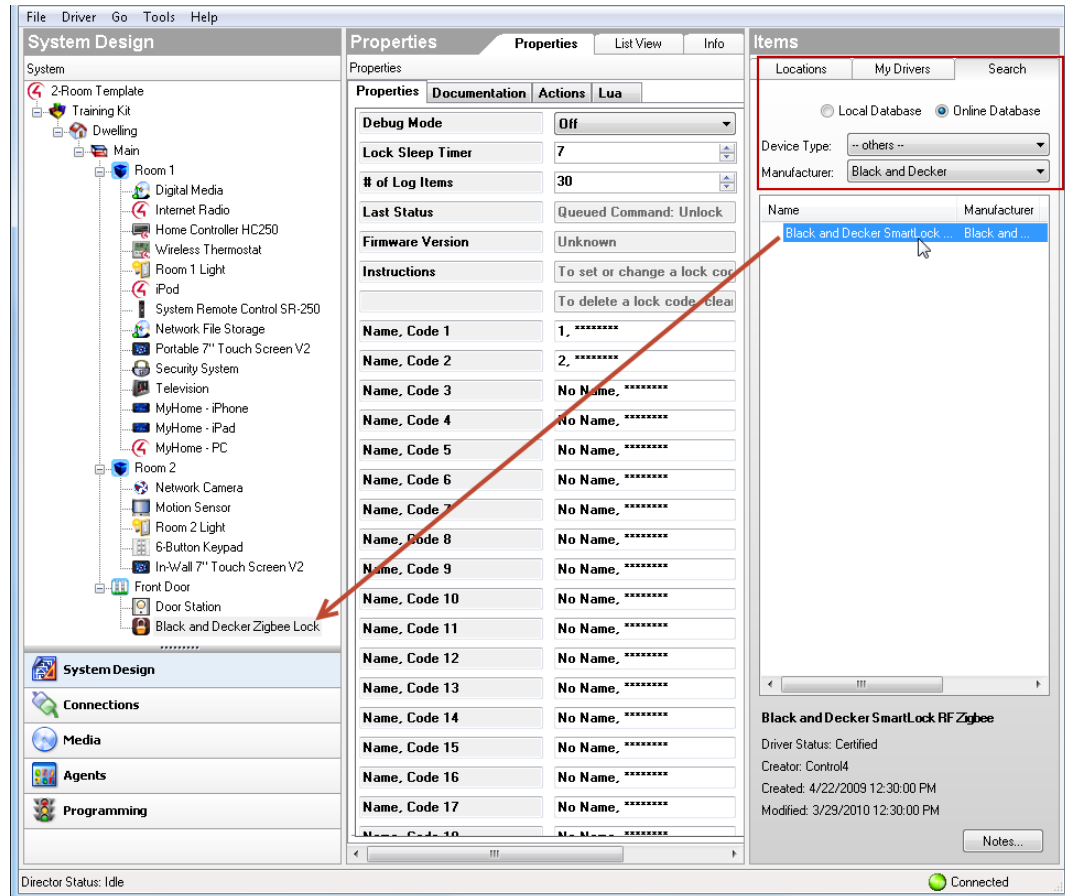 File Driver Go Tools Help
System Design
System
2-Room Template
Training Kit
Dwelling
Main
Room 1
Digital Media
Internet Radio
Home Controller HC250
Wireless Thermostat
Room 1 Light
iPod
System Remote Control SR-250
Network File Storage
Portable 7'' Touch Screen V2
Security System
Television
MyHome - iPhone
MyHome - iPad
MyHome - PC
Room 2
Network Camera
Motion Sensor
Room 2 Light
6-Button Keypad
In-Wall 7'' Touch Screen V2
Front Door
Door Station
Black and Decker Zigbee Lock
System Design
Connections
Media
Agents
Programming
Properties Properties List View Info
Properties
Properties Documentation Actions Lua
Debug Mode Off
Lock Sleep Timer 7
# of Log Items 30
Last Status Queued Command: Unlock
Firmware Version Unknown
Instructions To set or change a lock cod
To delete a lock code, clear
Name, Code 1 1, ********
Name, Code 2 2, ********
Name, Code 3 No Name, ********
Name, Code 4 No Name, ********
Name, Code 5 No Name, ********
Name, Code 6 No Name, ********
Name, Code 7 No Name, ********
Name, Code 8 No Name, ********
Name, Code 9 No Name, ********
Name, Code 10 No Name, ********
Name, Code 11 No Name, ********
Name, Code 12 No Name, ********
Name, Code 13 No Name, ********
Name, Code 14 No Name, ********
Name, Code 15 No Name, ********
Name, Code 16 No Name, ********
Name, Code 17 No Name, ********
Name, Code 18 No Name, ********
Items
Locations My Drivers Search
Local Database Online Database
Device Type: -- others --
Manufacturer: Black and Decker
Name Manufacturer
Black and Decker SmartLock ... Black and ...
Black and Decker SmartLock RF Zigbee
Driver Status: Certified
Creator: Control4
Created: 4/22/2009 12:30:00 PM
Modified: 3/29/2010 12:30:00 PM
Notes...
Director Status: Idle
Connected